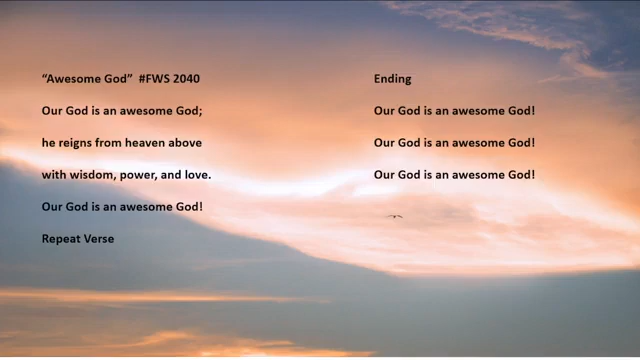 “Awesome God”  #FWS 2040
Our God is an awesome God;
he reigns from heaven above
with wisdom, power, and love.
Our God is an awesome God!
Repeat Verse
Ending
Our God is an awesome God!
Our God is an awesome God!
Our God is an awesome God!